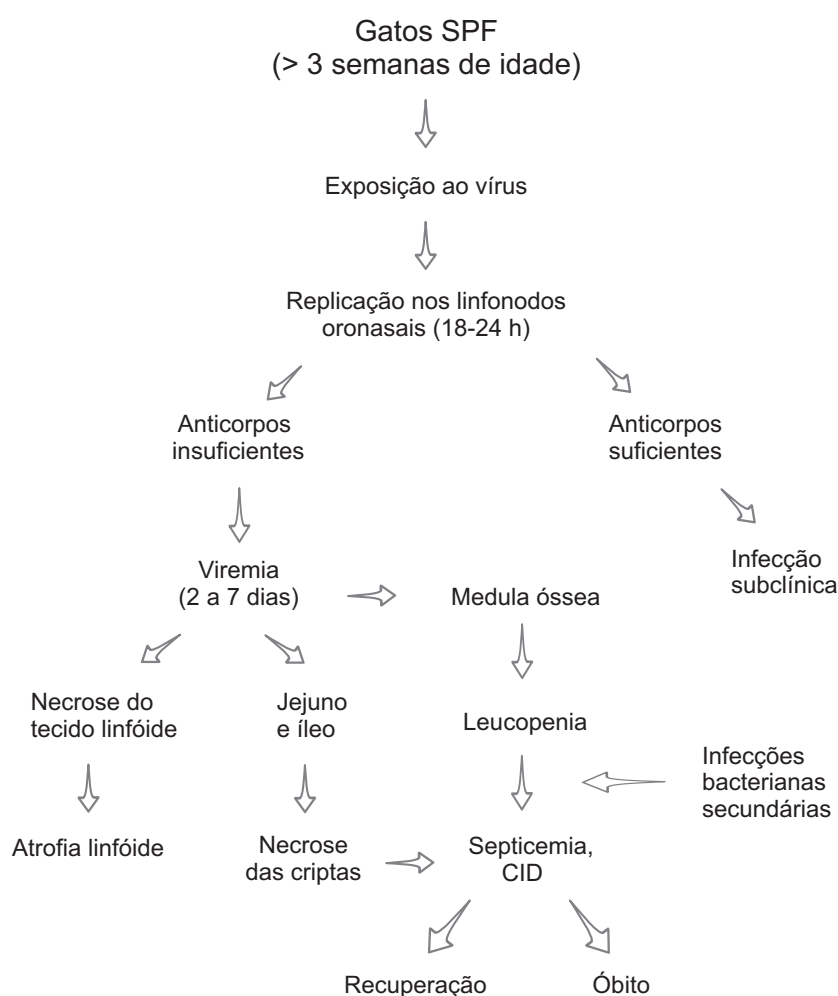 Gatos SPF
(> 3 semanas de idade)
Exposição ao vírus
Replicação nos linfonodos
oronasais (18-24 h)
Anticorpos
insuficientes
Anticorpos
suficientes
Viremia
(2 a 7 dias)
Medula óssea
Infecção
subclínica
Necrose do
tecido linfóide
Jejuno
e íleo
Leucopenia
Infecções
bacterianas
secundárias
Atrofia linfóide
Necrose
das criptas
Septicemia,
CID
Recuperação
Óbito